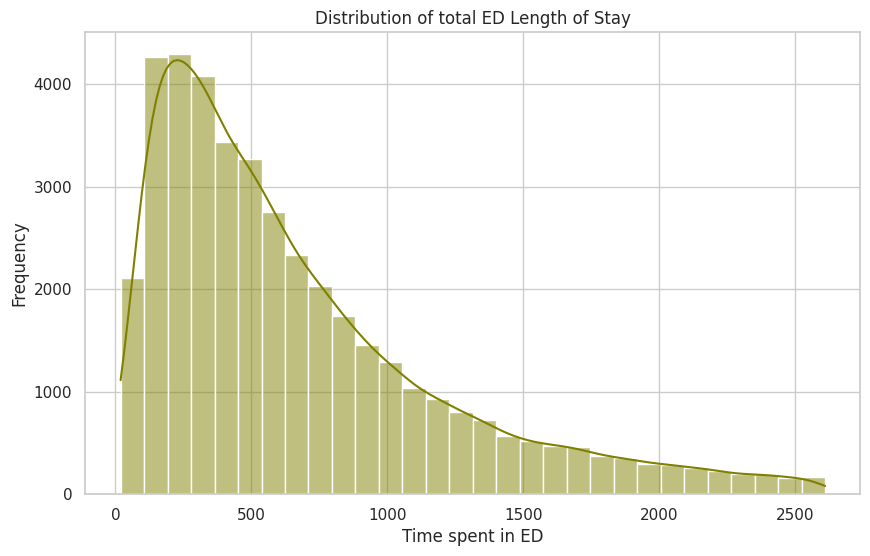 Distribution of total ED Length of Stay
Frequency
4000
3000
2000
1000
0
0 500 1000 1500 2000 2500
Time spent in ED